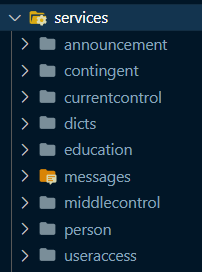 services
announcement
contingent
currentcontrol
dicts
education
messages
middlecontrol
person
useraccess